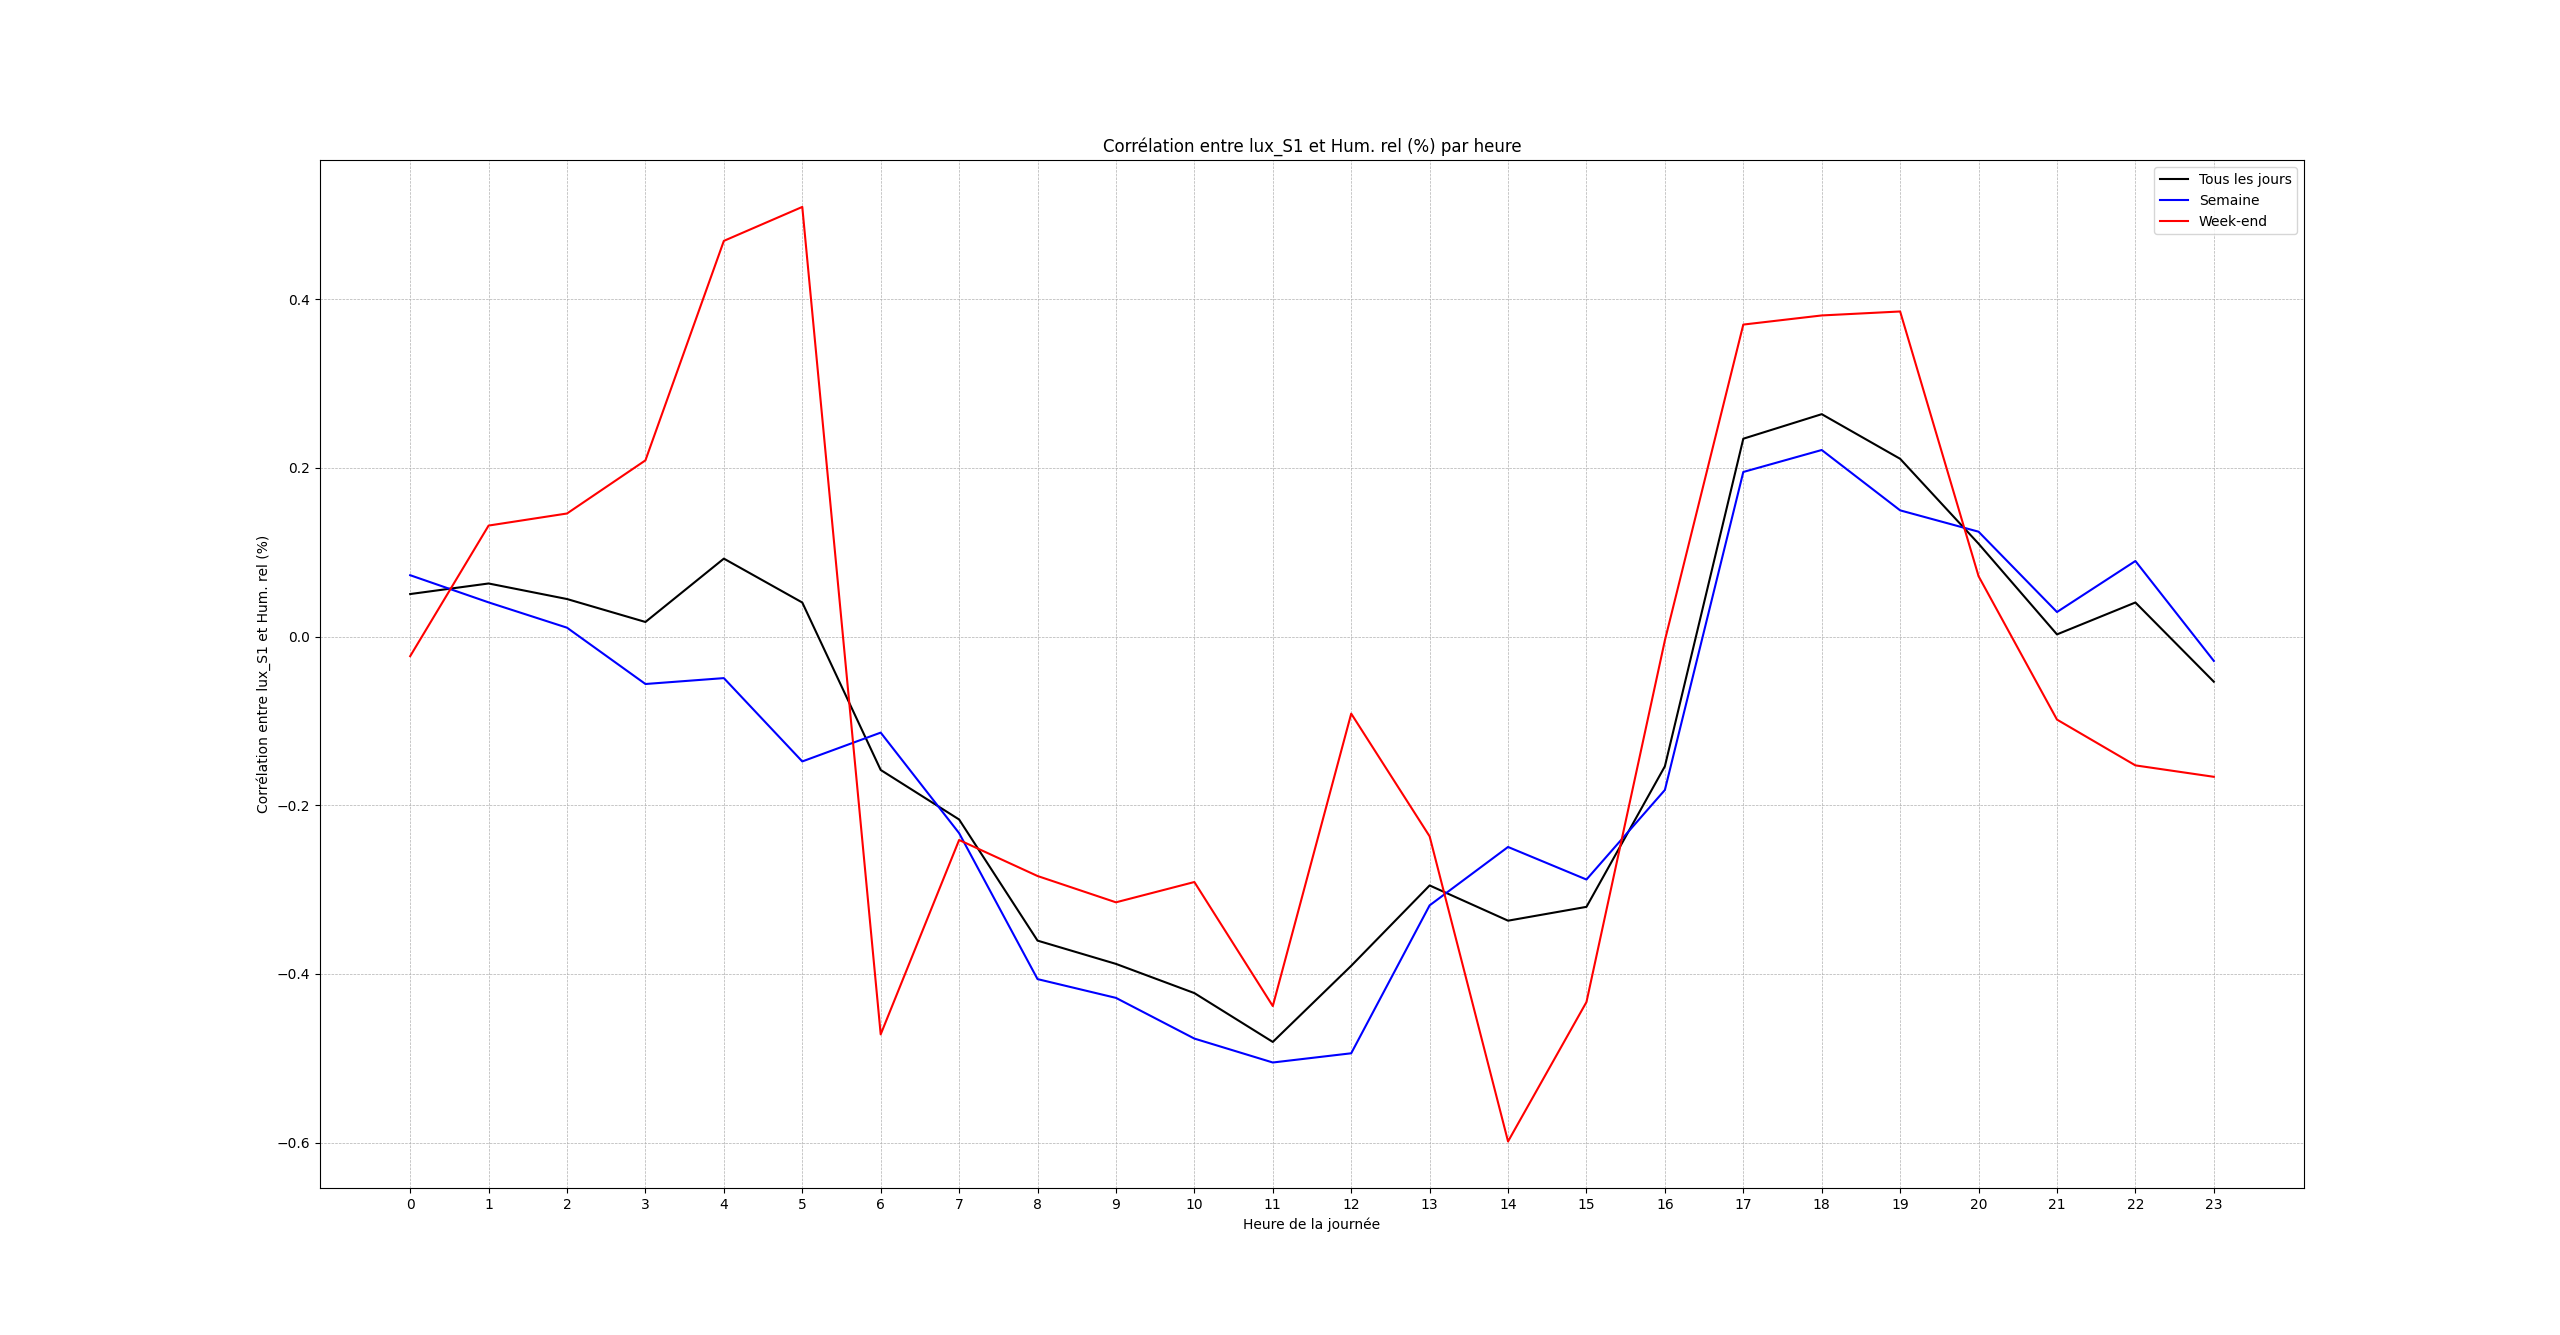 Corrélation entre lux_S1 et Hum. rel (%) par heure
Tous les jours
Semaine
Week-end
Corrélation entre lux_S1 et Hum. rel (%)
0.4
0.2
0.0
−0.2
−0.4
−0.6
0 1 2 3 4 5 6 7 8 9 10 11 12 13 14 15 16 17 18 19 20 21 22 23
Heure de la journée